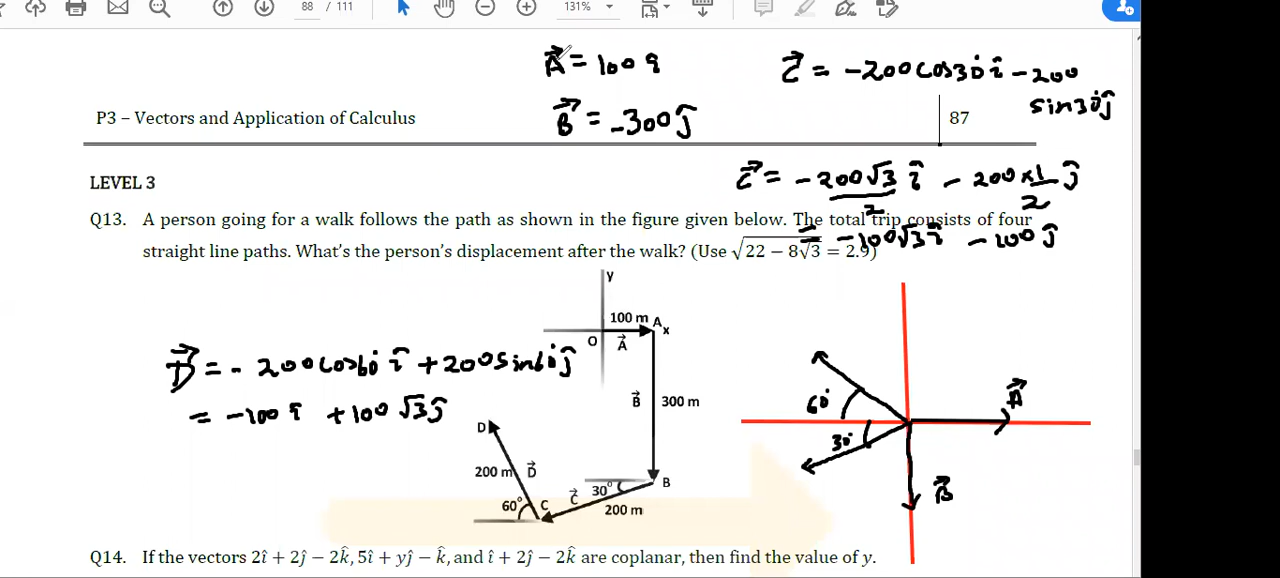 88 / 111
131%
A⃗ = 100 î
B⃗ = -300 ĵ
C⃗ = -200 cos30° î - 200
sin30° ĵ
P3 – Vectors and Application of Calculus 87
C⃗ = -200√3/2 î - 200 × 1/2 ĵ
= -100√3 î - 100 ĵ
LEVEL 3
Q13. A person going for a walk follows the path as shown in the figure given below. The total trip consists of four
straight line paths. What's the person's displacement after the walk? (Use √(22 − 8√3) = 2.9)
y
100 m A
x
O A⃗
D⃗ = - 200 cos60° î + 200 sin60° ĵ
= -100 î + 100√3 ĵ
B⃗ 300 m
D
200 m D⃗
60° C
C⃗ 30° B
200 m
A⃗
60°
30°
B⃗
Q14. If the vectors 2î + 2ĵ − 2k̂, 5î + yĵ − k̂, and î + 2ĵ − 2k̂ are coplanar, then find the value of y.